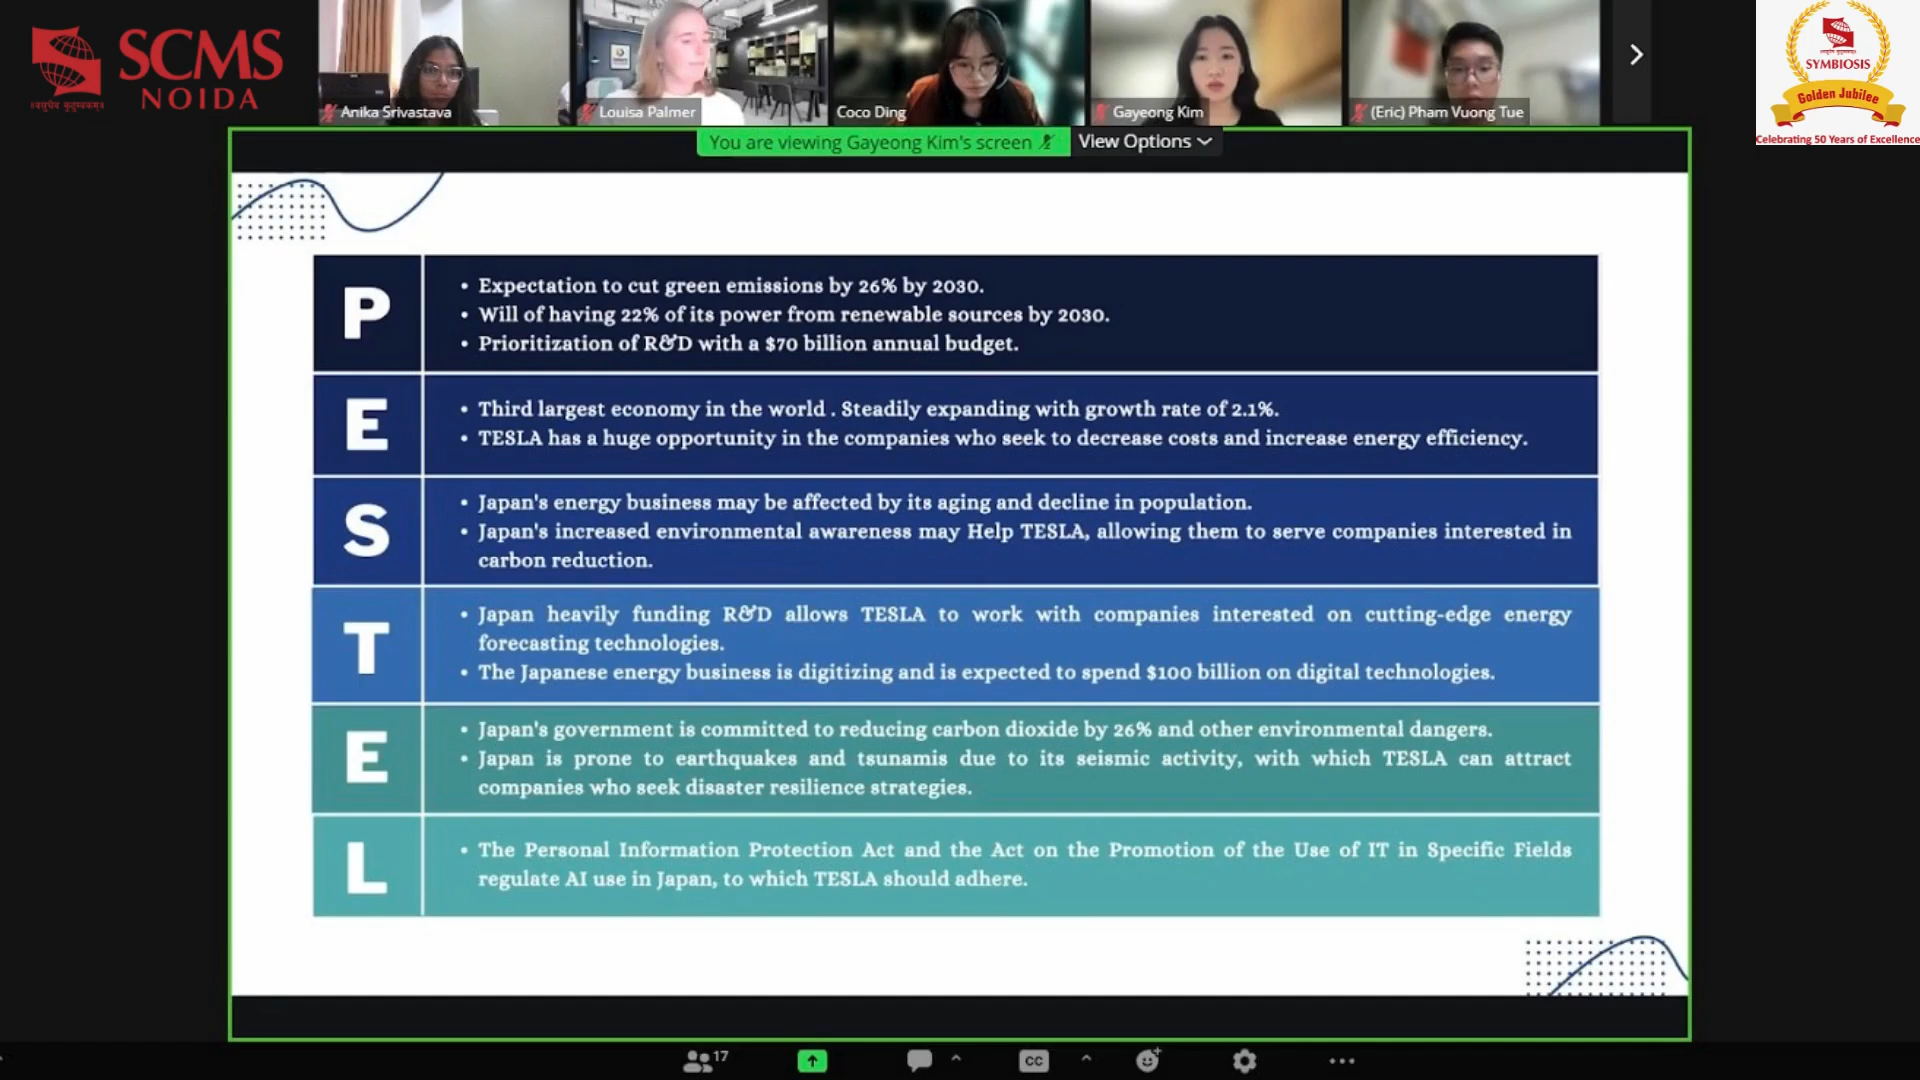 SCMS
NOIDA
॥वसुधैव कुटुम्बकम्॥
Anika Srivastava
Louisa Palmer
Coco Ding
Gayeong Kim
(Eric) Pham Vuong Tue
SYMBIOSIS
Golden Jubilee
Celebrating 50 Years of Excellence
You are viewing Gayeong Kim's screen
View Options
P
• Expectation to cut green emissions by 26% by 2030.
• Will of having 22% of its power from renewable sources by 2030.
• Prioritization of R&D with a $70 billion annual budget.
E
• Third largest economy in the world . Steadily expanding with growth rate of 2.1%.
• TESLA has a huge opportunity in the companies who seek to decrease costs and increase energy efficiency.
S
• Japan's energy business may be affected by its aging and decline in population.
• Japan's increased environmental awareness may Help TESLA, allowing them to serve companies interested in
carbon reduction.
T
• Japan heavily funding R&D allows TESLA to work with companies interested on cutting-edge energy
forecasting technologies.
• The Japanese energy business is digitizing and is expected to spend $100 billion on digital technologies.
E
• Japan's government is committed to reducing carbon dioxide by 26% and other environmental dangers.
• Japan is prone to earthquakes and tsunamis due to its seismic activity, with which TESLA can attract
companies who seek disaster resilience strategies.
L
• The Personal Information Protection Act and the Act on the Promotion of the Use of IT in Specific Fields
regulate AI use in Japan, to which TESLA should adhere.
17
CC